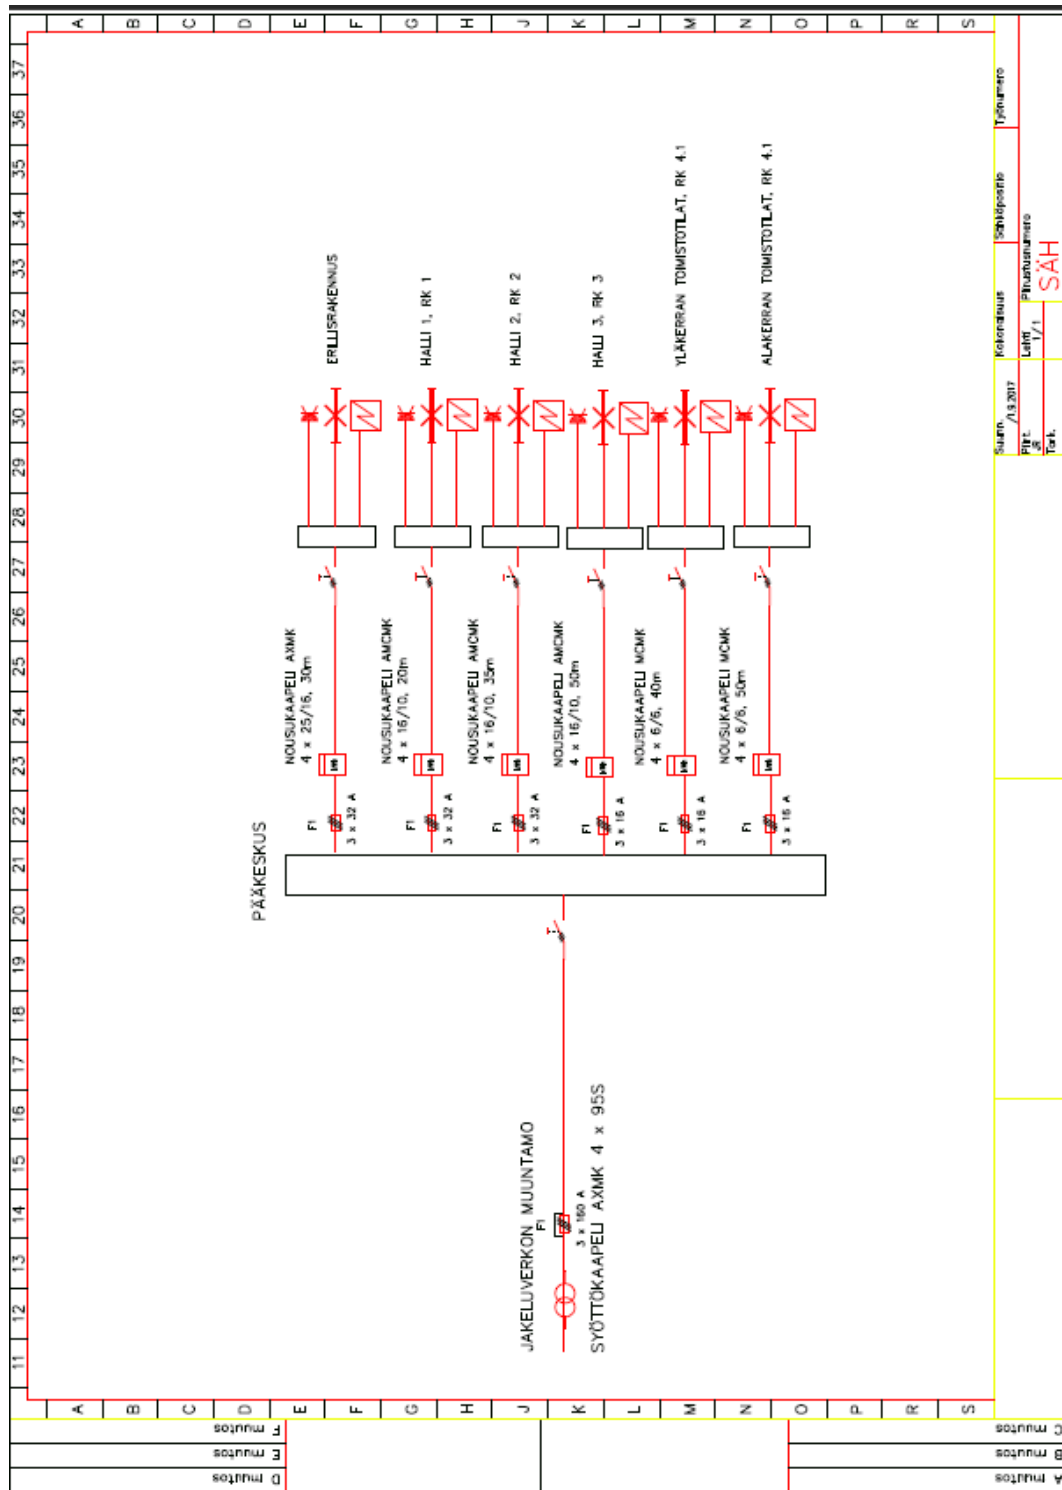 PÄÄKESKUS
JAKELUVERKON MUUNTAMO
F1
3 x 160 A
SYÖTTÖKAAPELI AXMK 4 x 95S
NOUSUKAAPELI AXMK
4 x 25/16, 30m
F1
3 x 32 A
ERILLISRAKENNUS
NOUSUKAAPELI AMCMK
4 x 16/10, 20m
F1
3 x 32 A
HALLI 1, RK 1
NOUSUKAAPELI AMCMK
4 x 16/10, 35m
F1
3 x 32 A
HALLI 2, RK 2
NOUSUKAAPELI AMCMK
4 x 16/10, 50m
F1
3 x 16 A
HALLI 3, RK 3
NOUSUKAAPELI MCMK
4 x 6/6, 40m
F1
3 x 16 A
YLÄKERRAN TOIMISTOTILAT, RK 4.1
NOUSUKAAPELI MCMK
4 x 6/6, 50m
F1
3 x 16 A
ALAKERRAN TOIMISTOTILAT, RK 4.1
11 12 13 14 15 16 17 18 19 20 21 22 23 24 25 26 27 28 29 30 31 32 33 34 35 36 37
A B C D E F G H J K L M N O P R S
A B C D E F G H J K L M N O P R S
D muutos
E muutos
F muutos
A muutos
B muutos
C muutos
Suunn.
/1.9.2017
Piirt.
JR
Tark.
Kokonaisuus
Sähköpositio
Työnumero
Lehti
1/1
Piirustusnumero
SÄH